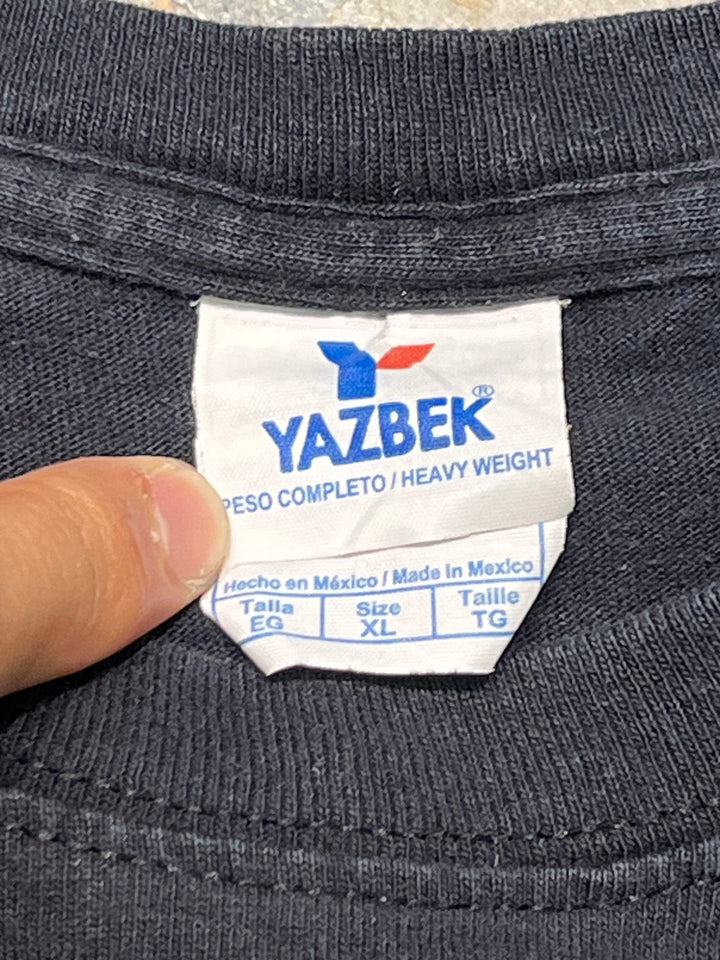 YAZBEK®
PESO COMPLETO / HEAVY WEIGHT
Hecho en México / Made in Mexico
Talla Size Taille
EG XL TG